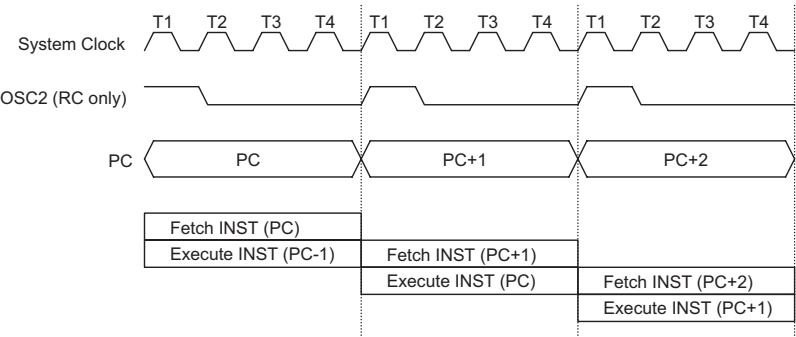 T1 T2 T3 T4 T1 T2 T3 T4 T1 T2 T3 T4
System Clock
OSC2 (RC only)
PC PC PC+1 PC+2
Fetch INST (PC)
Execute INST (PC-1) Fetch INST (PC+1)
Execute INST (PC) Fetch INST (PC+2)
Execute INST (PC+1)